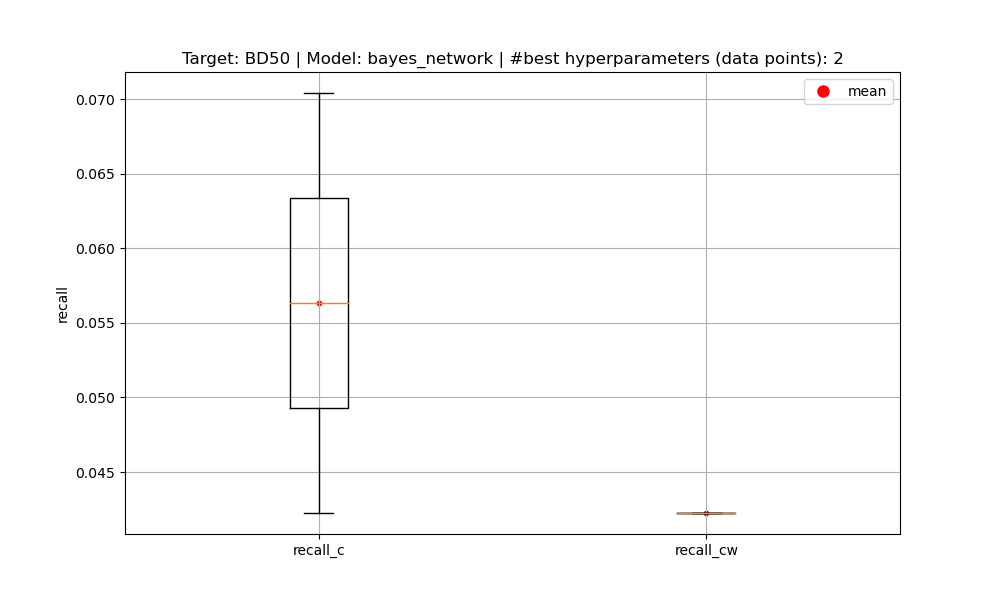 Target: BD50 | Model: bayes_network | #best hyperparameters (data points): 2
mean
0.070
0.065
0.060
0.055
0.050
0.045
recall
recall_c
recall_cw